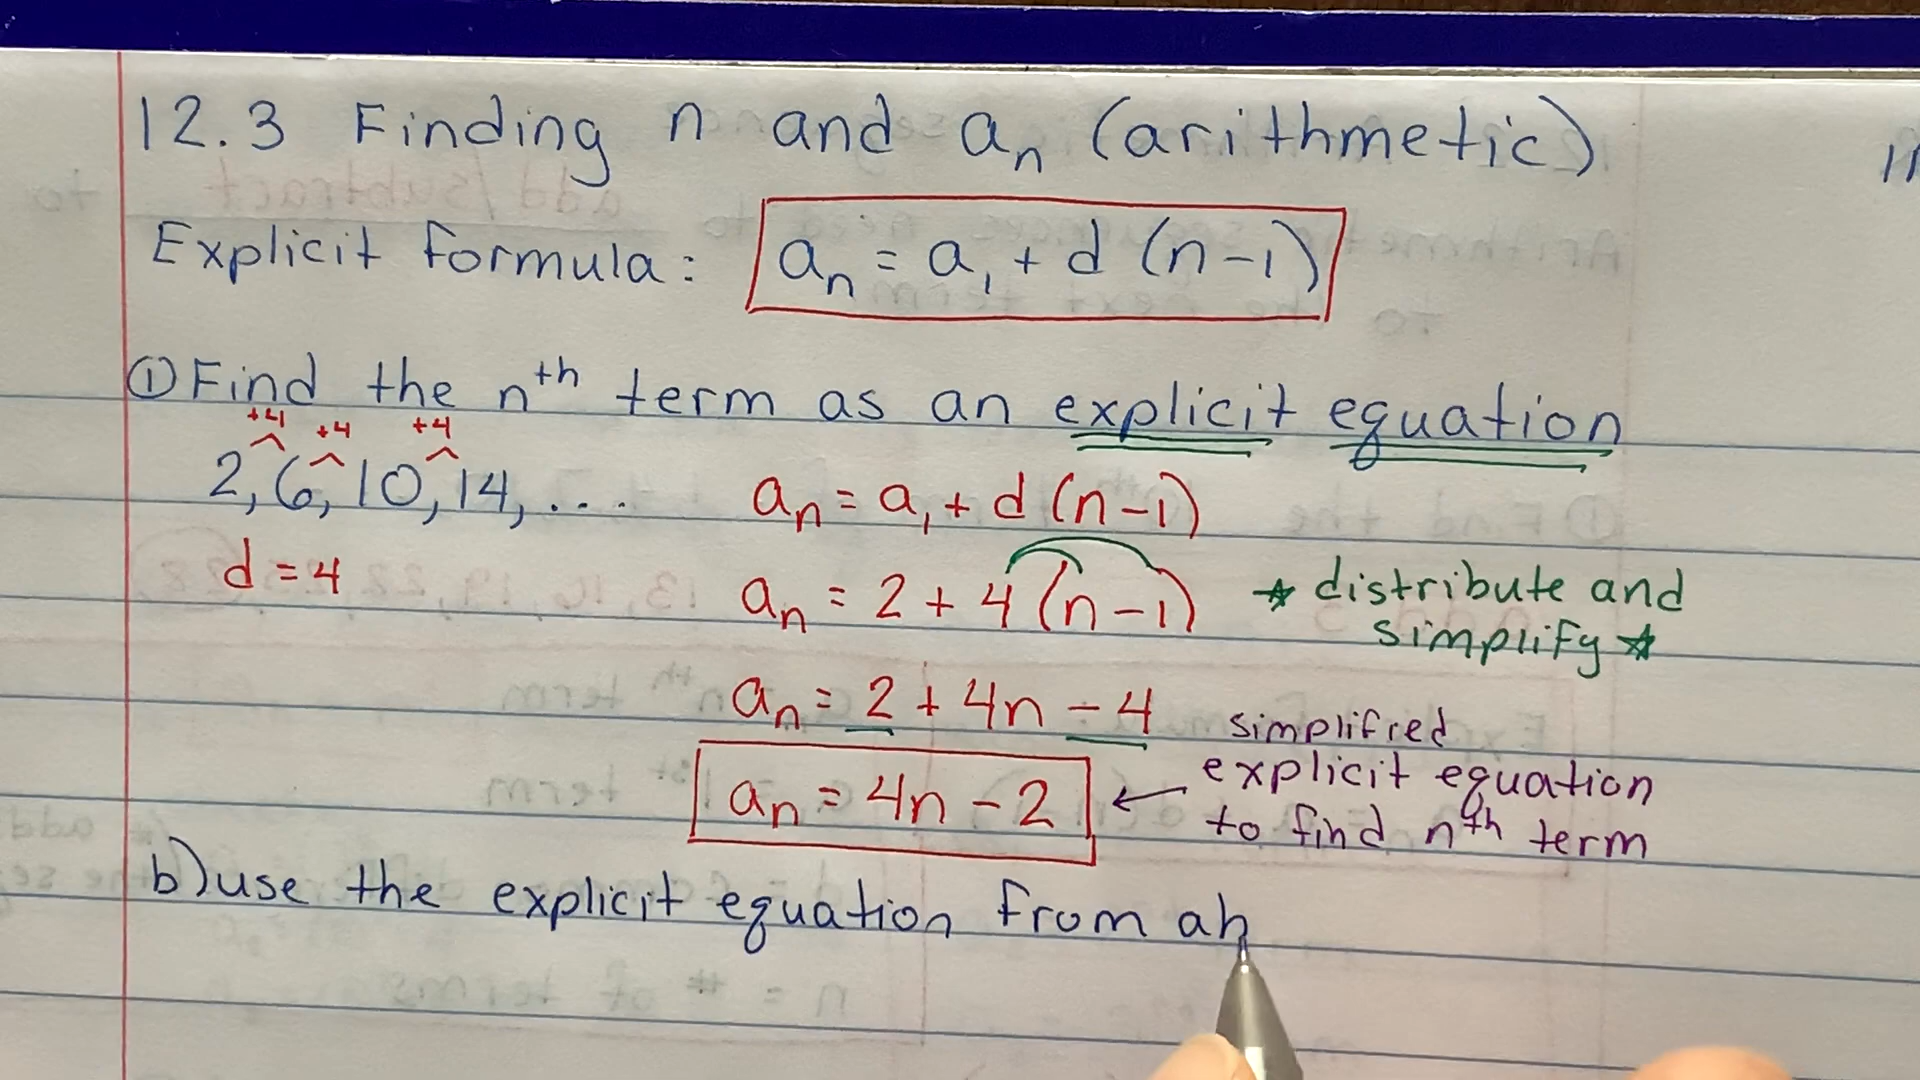 12.3 Finding n and aₙ (arithmetic)
Explicit formula: aₙ = a₁ + d (n-1)
① Find the nᵗʰ term as an explicit equation
+4 +4 +4
2, 6, 10, 14, ....
d = 4
aₙ = a₁ + d (n-1)
aₙ = 2 + 4 (n-1)
* distribute and
simplify *
aₙ = 2 + 4n - 4
aₙ = 4n - 2
← simplified
explicit equation
to find nᵗʰ term
b) use the explicit equation from